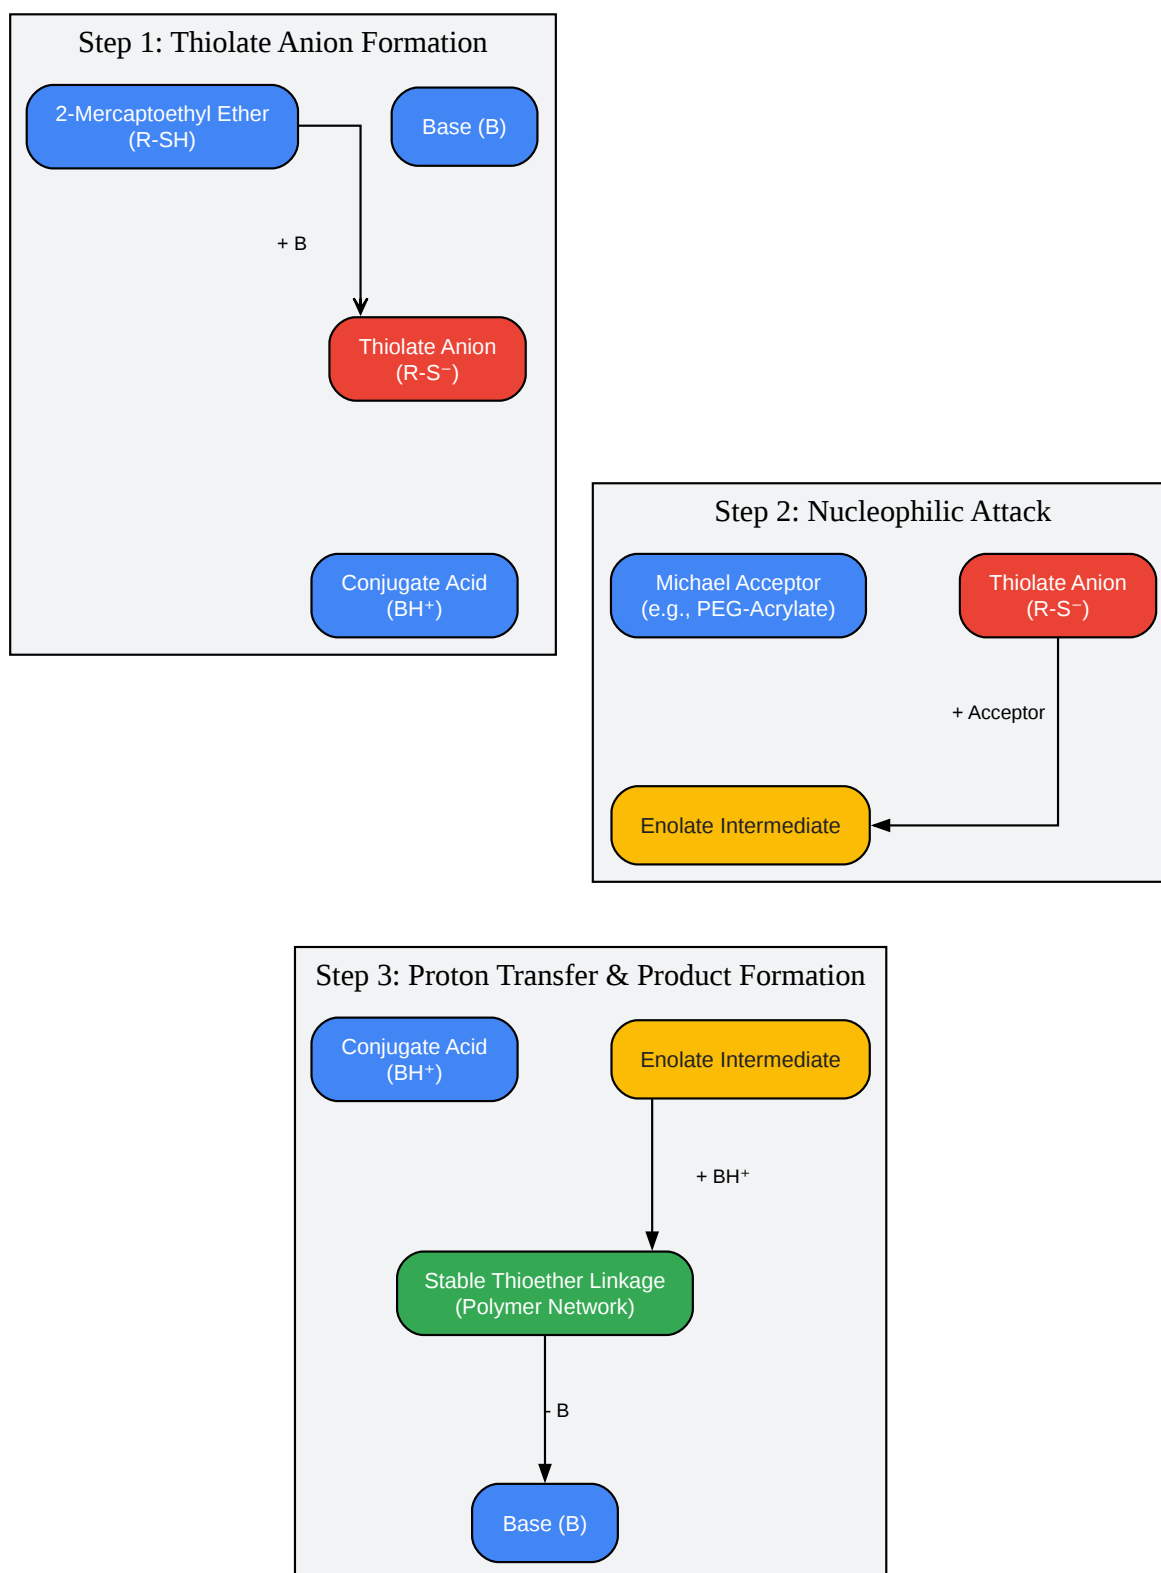 Step 1: Thiolate Anion Formation
2-Mercaptoethyl Ether
(R-SH)
Base (B)
+ B
Thiolate Anion
(R-S⁻)
Conjugate Acid
(BH⁺)
Step 2: Nucleophilic Attack
Michael Acceptor
(e.g., PEG-Acrylate)
Thiolate Anion
(R-S⁻)
+ Acceptor
Enolate Intermediate
Step 3: Proton Transfer & Product Formation
Conjugate Acid
(BH⁺)
Enolate Intermediate
+ BH⁺
Stable Thioether Linkage
(Polymer Network)
- B
Base (B)